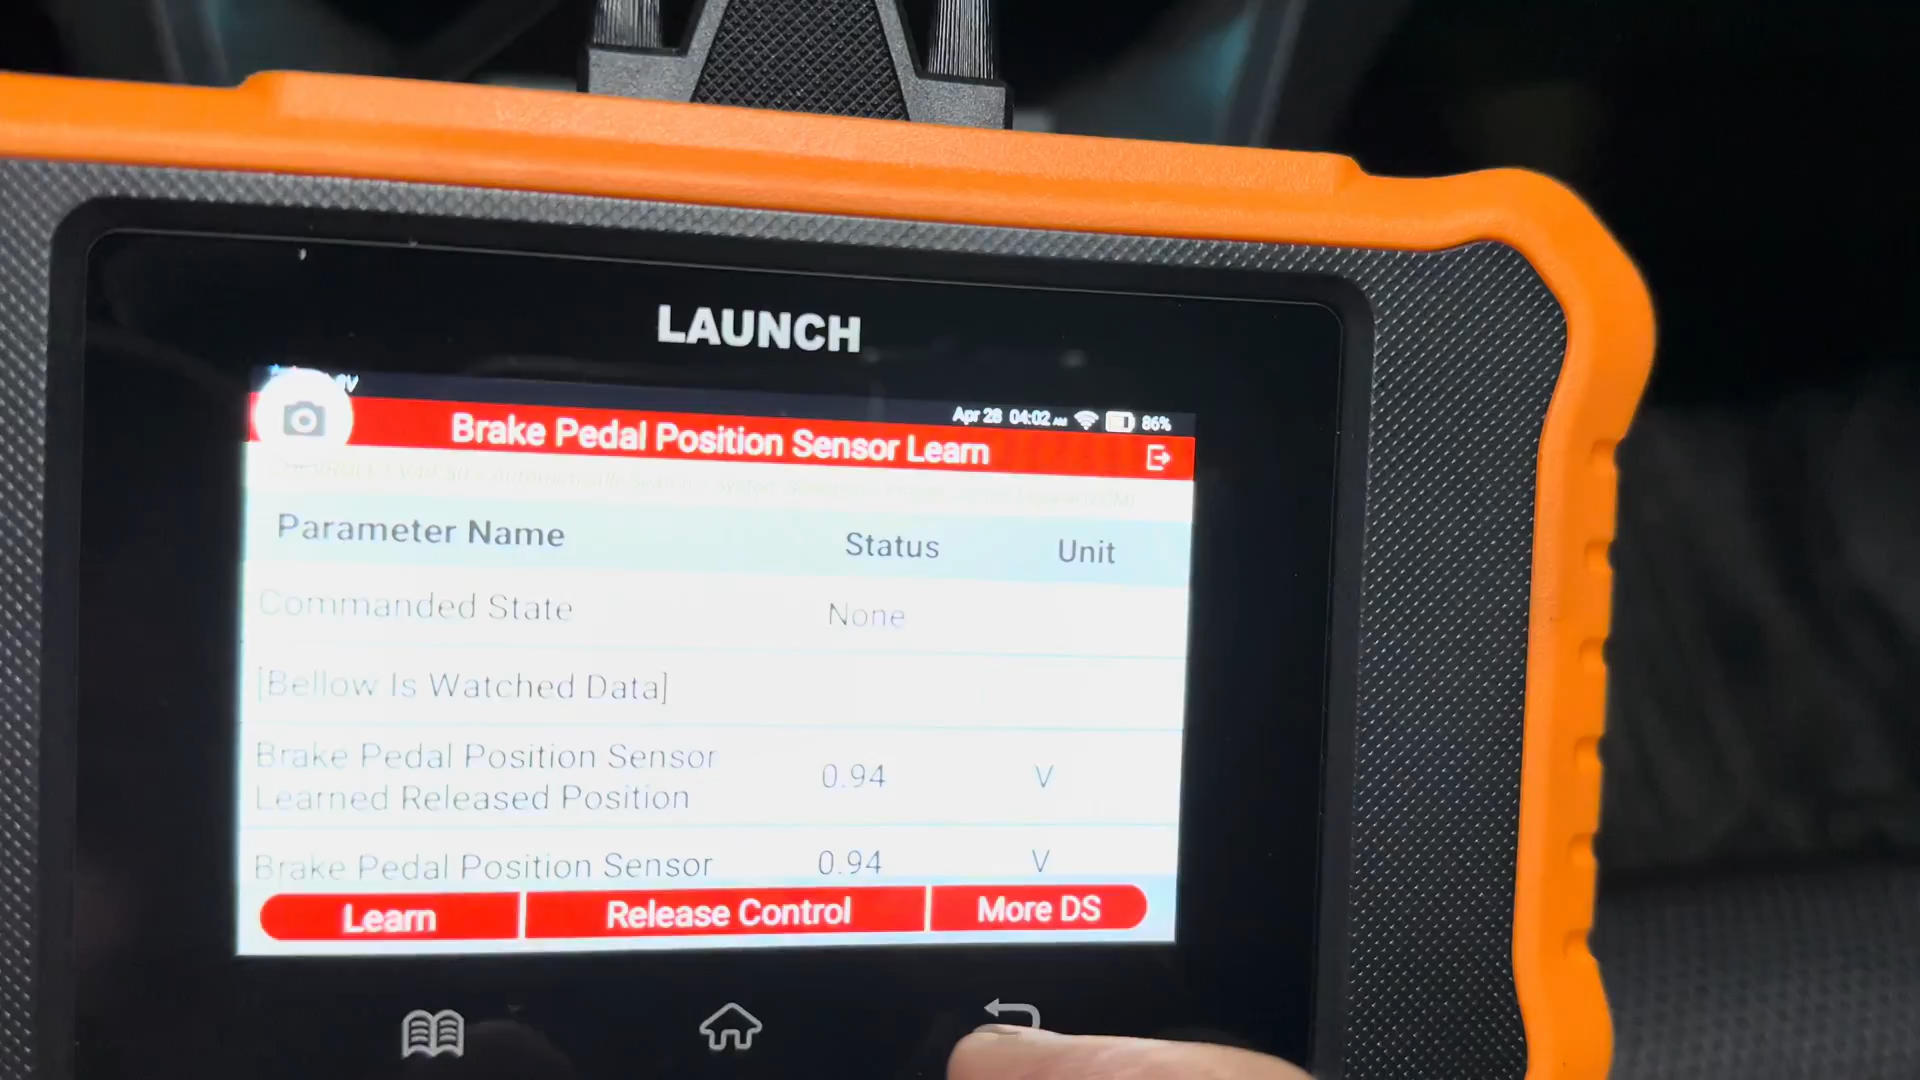 LAUNCH
Apr 28 04:02 AM 86%
Brake Pedal Position Sensor Learn
Parameter Name Status Unit
Commanded State None
[Bellow Is Watched Data]
Brake Pedal Position Sensor
Learned Released Position 0.94 V
Brake Pedal Position Sensor 0.94 V
Learn Release Control More DS